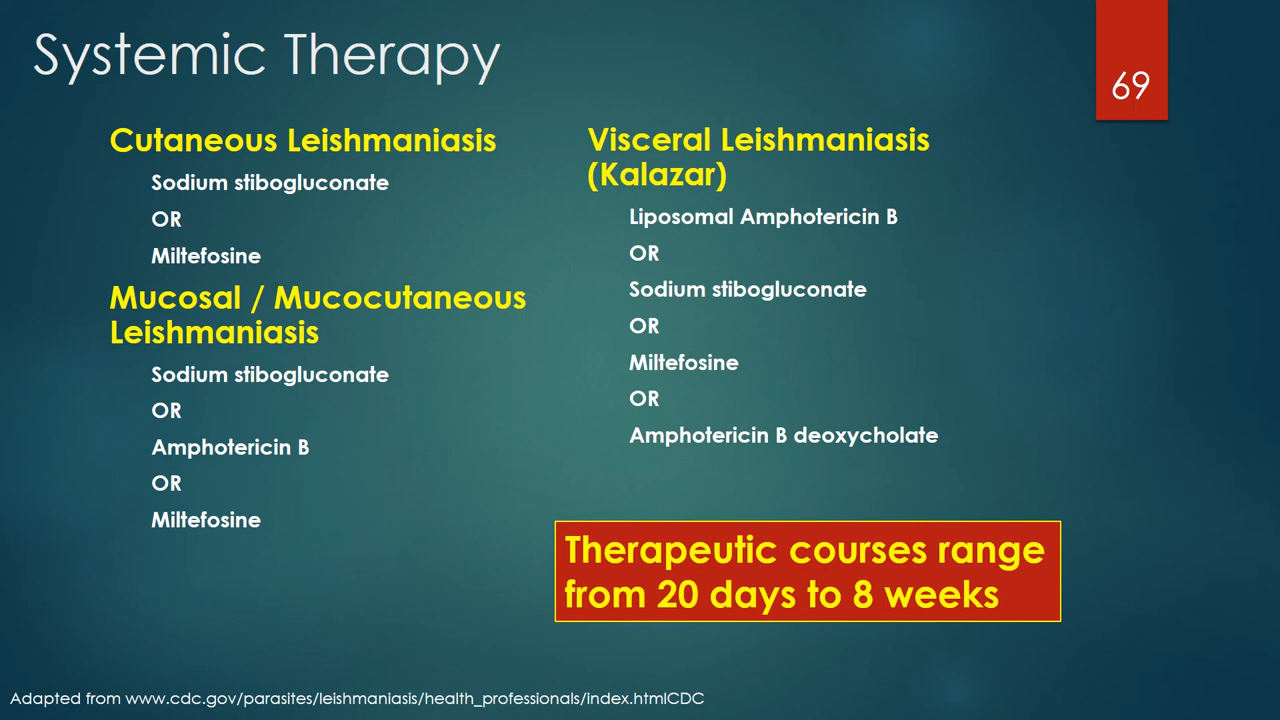 Systemic Therapy
69
Cutaneous Leishmaniasis
Sodium stibogluconate
OR
Miltefosine
Mucosal / Mucocutaneous
Leishmaniasis
Sodium stibogluconate
OR
Amphotericin B
OR
Miltefosine
Visceral Leishmaniasis
(Kalazar)
Liposomal Amphotericin B
OR
Sodium stibogluconate
OR
Miltefosine
OR
Amphotericin B deoxycholate
Therapeutic courses range
from 20 days to 8 weeks
Adapted from www.cdc.gov/parasites/leishmaniasis/health_professionals/index.htmlCDC